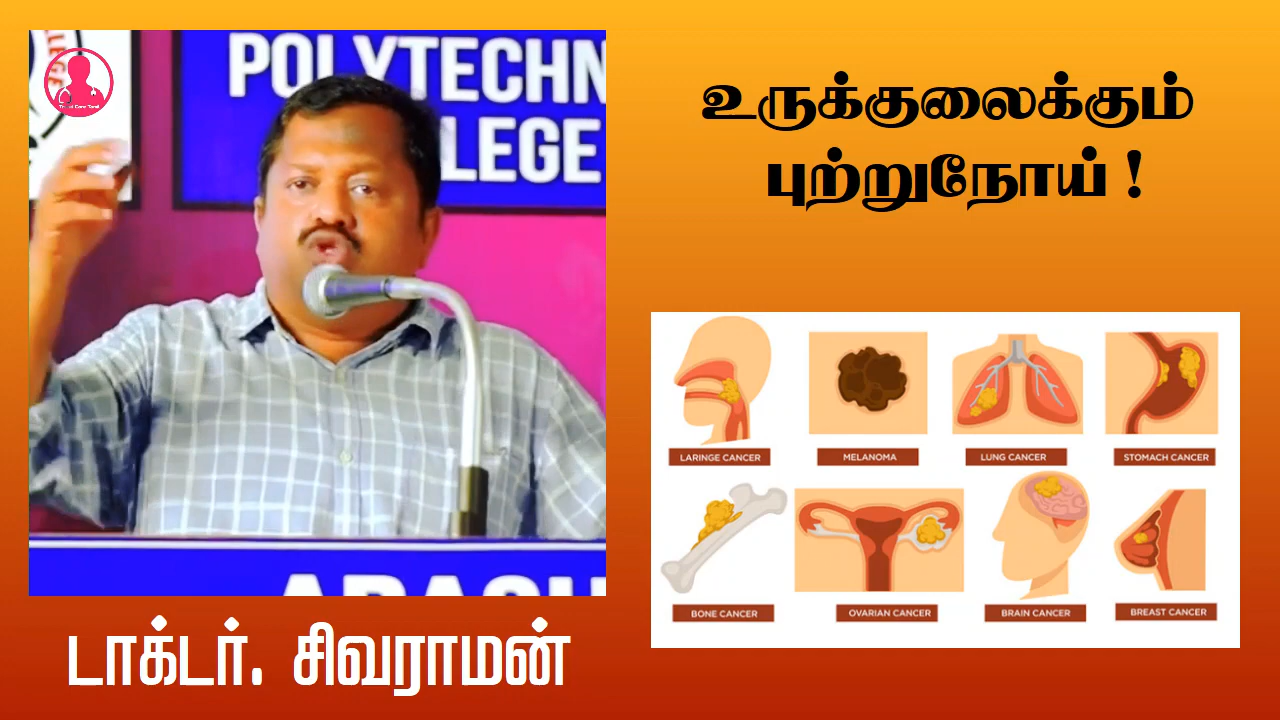 POLYTECHN
LEGE
உருக்குலைக்கும்
புற்றுநோய் !
LARINGE CANCER
MELANOMA
LUNG CANCER
STOMACH CANCER
BONE CANCER
OVARIAN CANCER
BRAIN CANCER
BREAST CANCER
டாக்டர். சிவராமன்